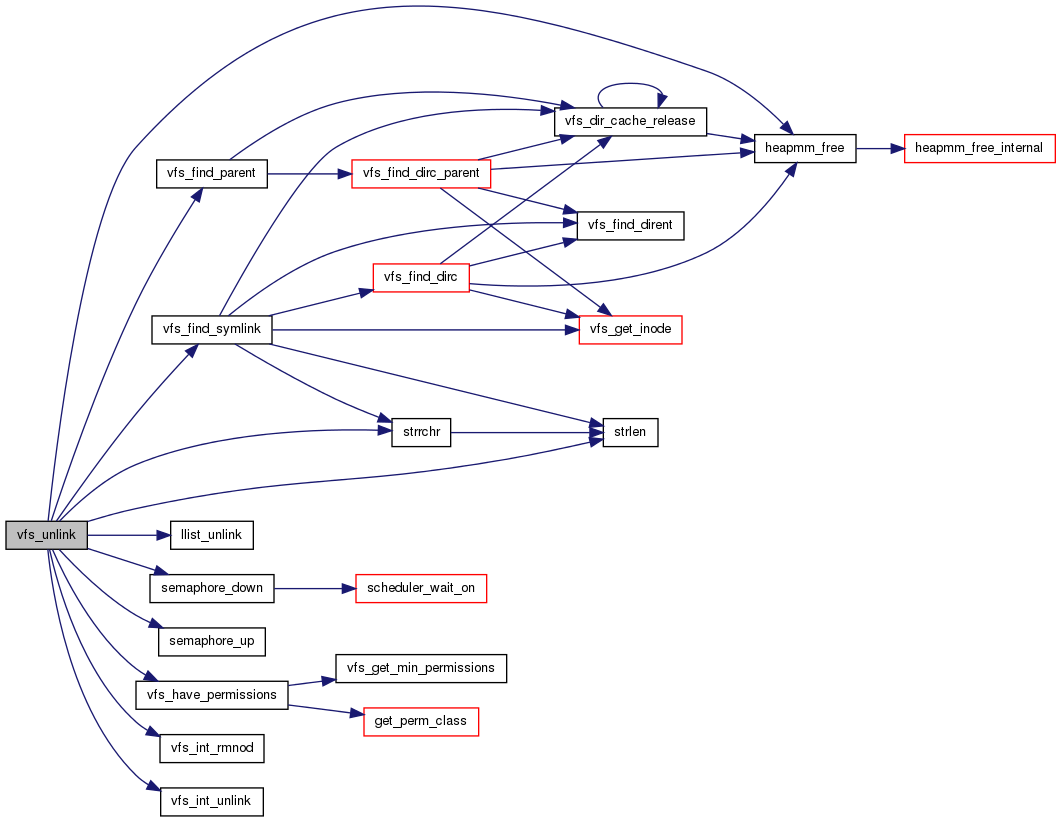 vfs_dir_cache_release
heapmm_free
heapmm_free_internal
vfs_find_parent
vfs_find_dirc_parent
vfs_find_dirent
vfs_find_dirc
vfs_find_symlink
vfs_get_inode
strrchr
strlen
vfs_unlink
llist_unlink
semaphore_down
scheduler_wait_on
semaphore_up
vfs_get_min_permissions
vfs_have_permissions
get_perm_class
vfs_int_rmnod
vfs_int_unlink